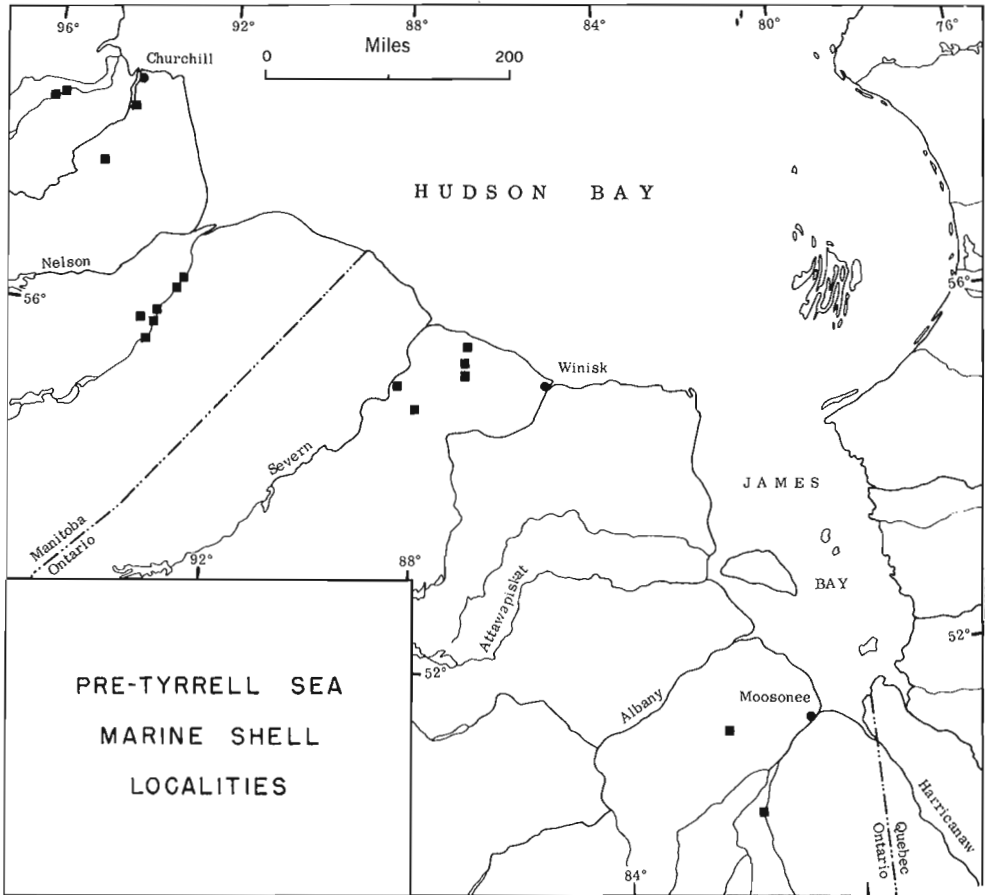 96° 92° 88° 84° 80° 76°
Miles
0 200
Churchill
HUDSON BAY
Nelson
56° 56°
Winisk
Severn
JAMES
Manitoba
Ontario
92° 88°
BAY
Attawapiskat
52°
52°
PRE-TYRRELL SEA
MARINE SHELL
LOCALITIES
Albany
Moosonee
Harricanaw
Quebec
Ontario
84°